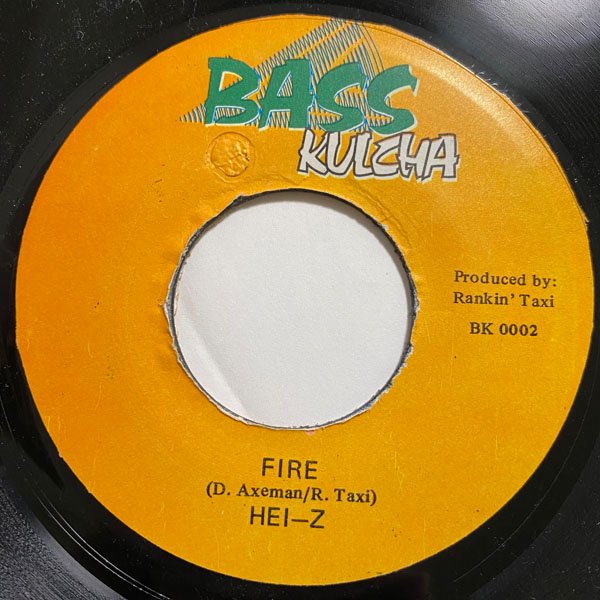 BASS
KULCHA
Produced by:
Rankin' Taxi
BK 0002
FIRE
(D. Axeman/R. Taxi)
HEI-Z